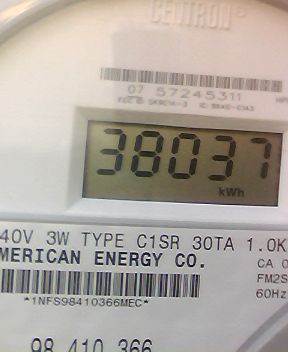 CENTRON®
07 57245311
38037
kWh
40V 3W TYPE C1SR 30TA 1.0K
MERICAN ENERGY CO.
CA 0
FM2S
60Hz
*1NFS98410366MEC*
98 410 366